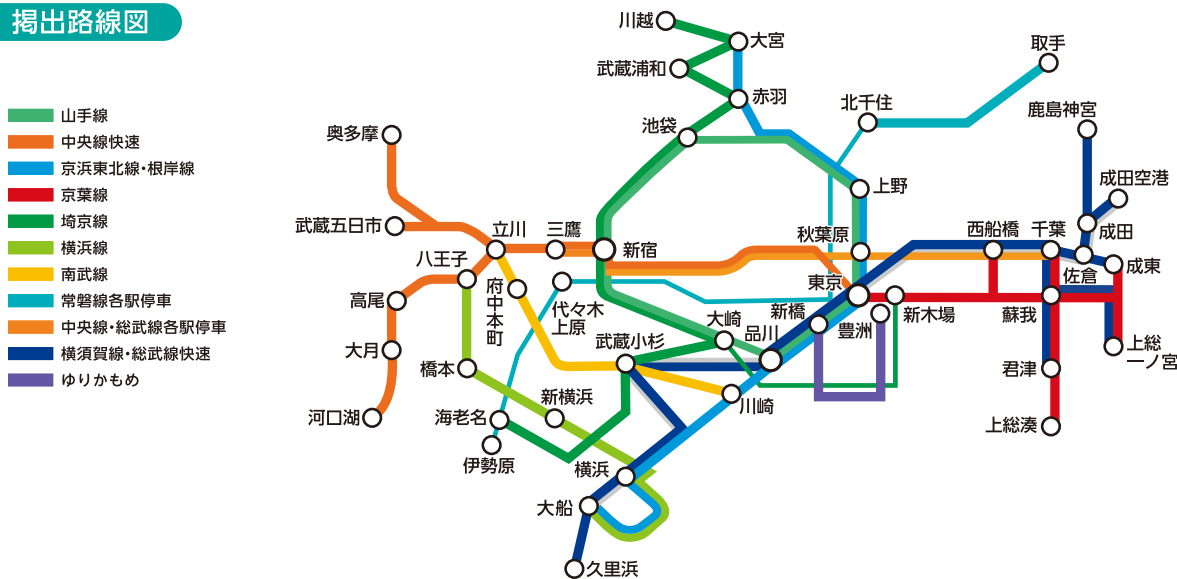 掲出路線図
山手線
中央線快速
京浜東北線・根岸線
京葉線
埼京線
横浜線
南武線
常磐線各駅停車
中央線・総武線各駅停車
横須賀線・総武線快速
ゆりかもめ
川越
大宮
武蔵浦和
赤羽
池袋
取手
北千住
鹿島神宮
奥多摩
上野
成田空港
武蔵五日市
立川
三鷹
新宿
秋葉原
西船橋
千葉
成田
八王子
佐倉
成東
高尾
府中本町
代々木
上原
東京
新橋
豊洲
新木場
蘇我
大崎
品川
大月
武蔵小杉
上総
一ノ宮
橋本
君津
川崎
河口湖
海老名
新横浜
上総湊
伊勢原
横浜
大船
久里浜